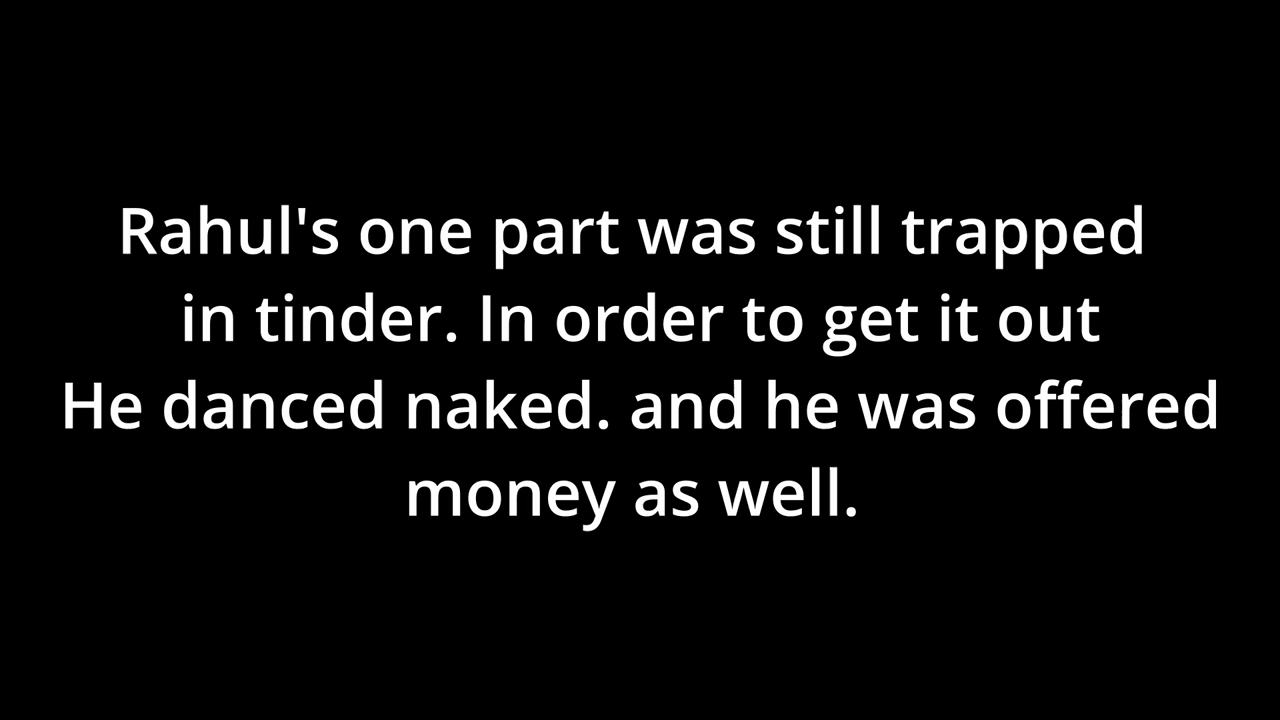 Rahul's one part was still trapped
in tinder. In order to get it out
He danced naked. and he was offered
money as well.